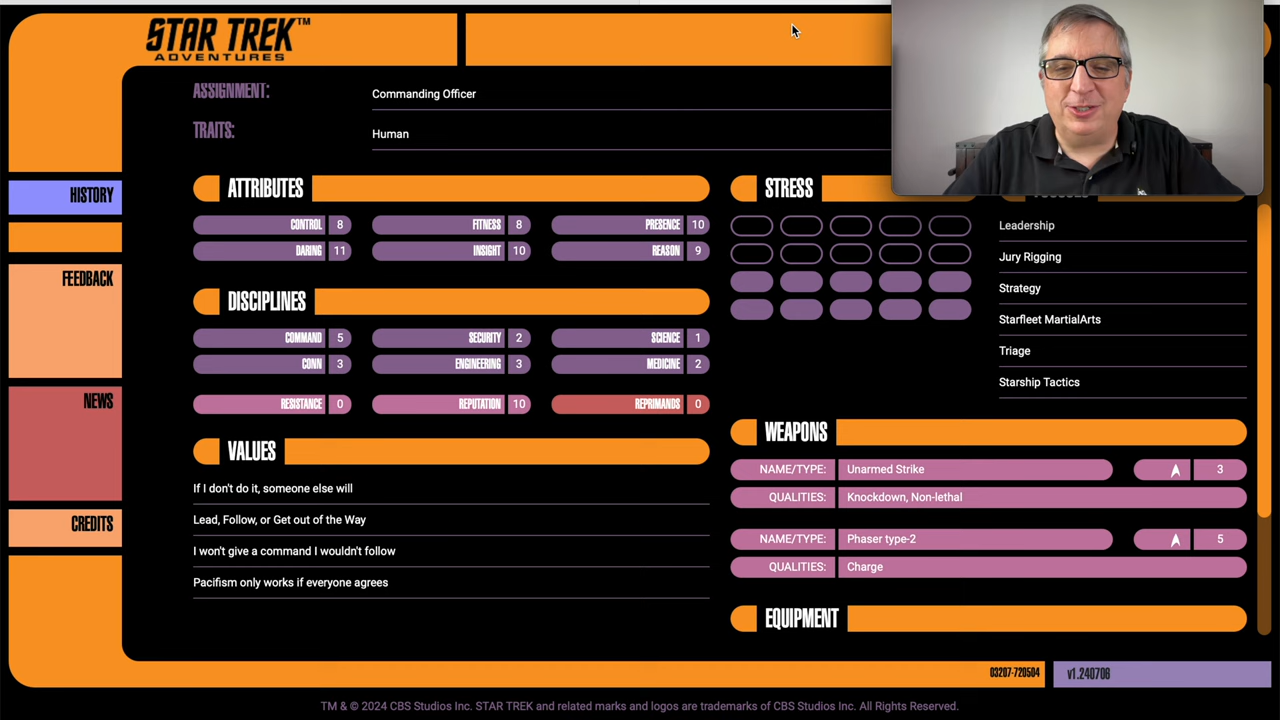 STAR TREK™
ADVENTURES
ASSIGNMENT:
Commanding Officer
TRAITS:
Human
HISTORY
FEEDBACK
NEWS
CREDITS
ATTRIBUTES
CONTROL 8
FITNESS 8
PRESENCE 10
DARING 11
INSIGHT 10
REASON 9
DISCIPLINES
COMMAND 5
SECURITY 2
SCIENCE 1
CONN 3
ENGINEERING 3
MEDICINE 2
RESISTANCE 0
REPUTATION 10
REPRIMANDS 0
VALUES
If I don't do it, someone else will
Lead, Follow, or Get out of the Way
I won't give a command I wouldn't follow
Pacifism only works if everyone agrees
STRESS
Leadership
Jury Rigging
Strategy
Starfleet MartialArts
Triage
Starship Tactics
WEAPONS
NAME/TYPE: Unarmed Strike 3
QUALITIES: Knockdown, Non-lethal
NAME/TYPE: Phaser type-2 5
QUALITIES: Charge
EQUIPMENT
03207-720504
v1.240706
TM & © 2024 CBS Studios Inc. STAR TREK and related marks and logos are trademarks of CBS Studios Inc. All Rights Reserved.